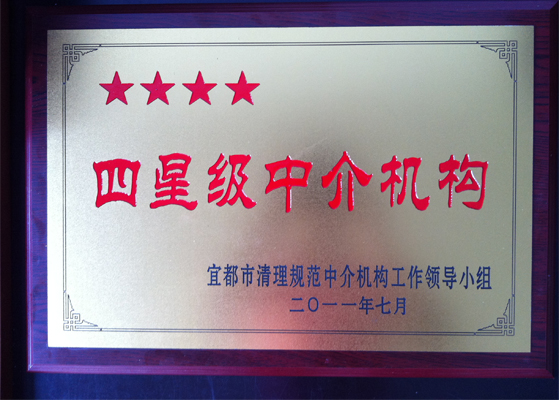 四星级中介机构
宜都市清理规范中介机构工作领导小组
二〇一一年七月